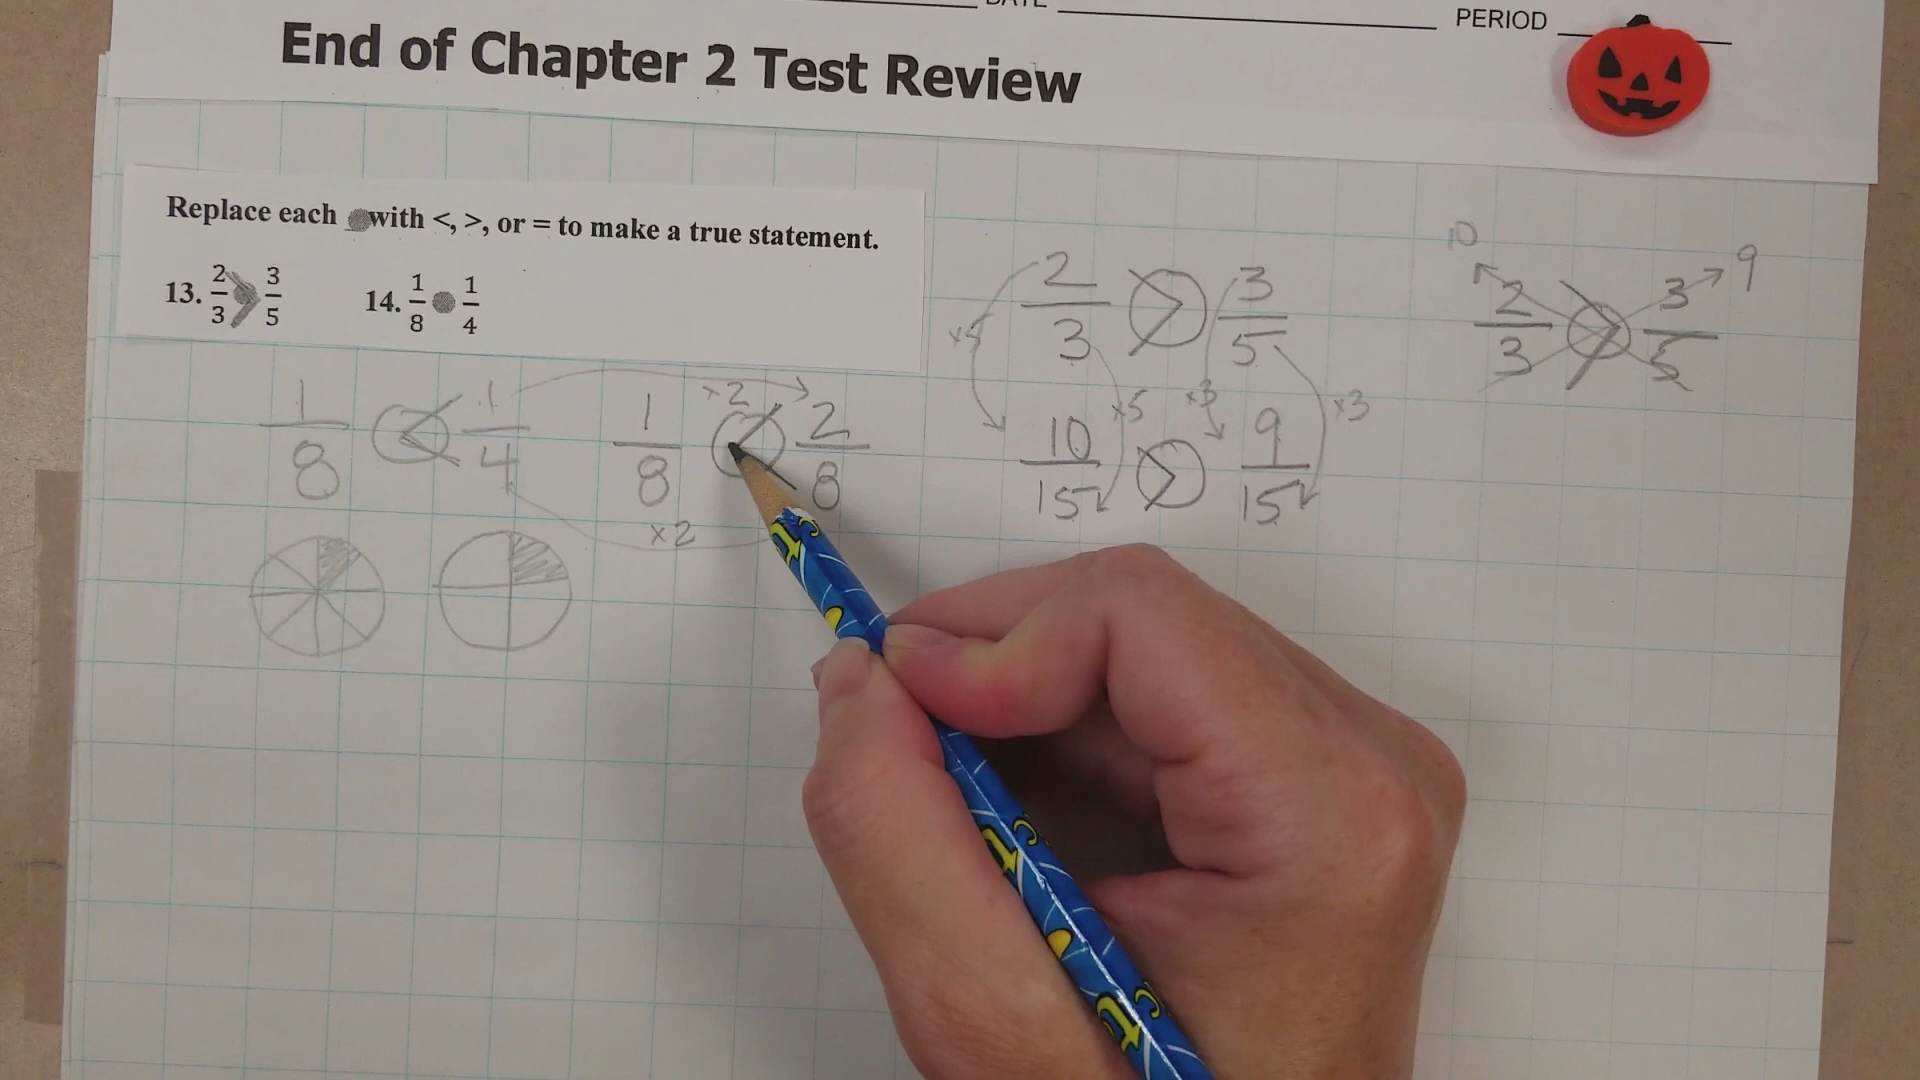 PERIOD
End of Chapter 2 Test Review
Replace each with <, >, or = to make a true statement.
13. 2/3 > 3/5 14. 1/8 1/4
1/8 < 1/4
1/8 < 2/8
×2
×2
2/3 > 3/5
×5 ×5 ×3 ×3
10/15 > 9/15
10 9
2/3 > 3/5